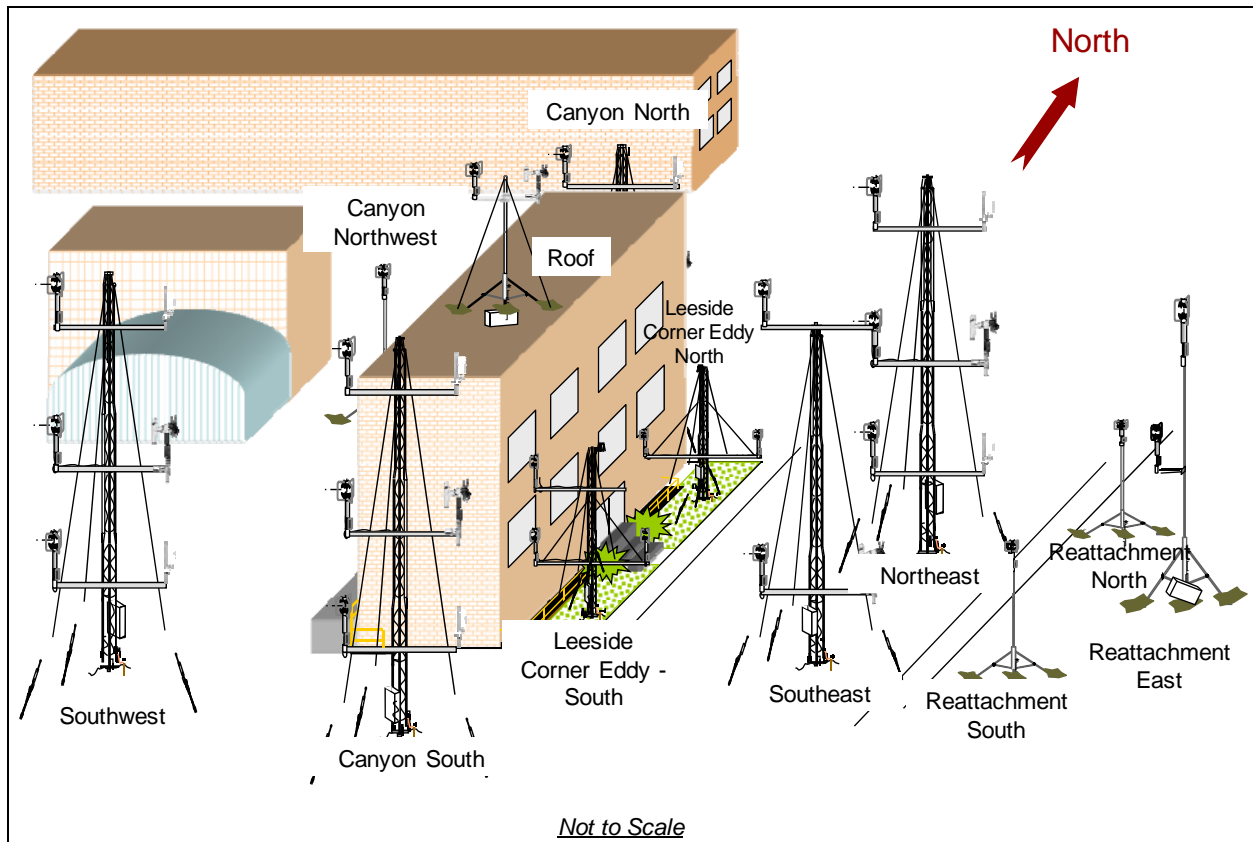 North
Canyon North
Canyon
Northwest
Roof
Leeside
Corner Eddy
North
Northeast
Reattachment
North
Reattachment
East
Southeast
Reattachment
South
Leeside
Corner Eddy -
South
Southwest
Canyon South
Not to Scale